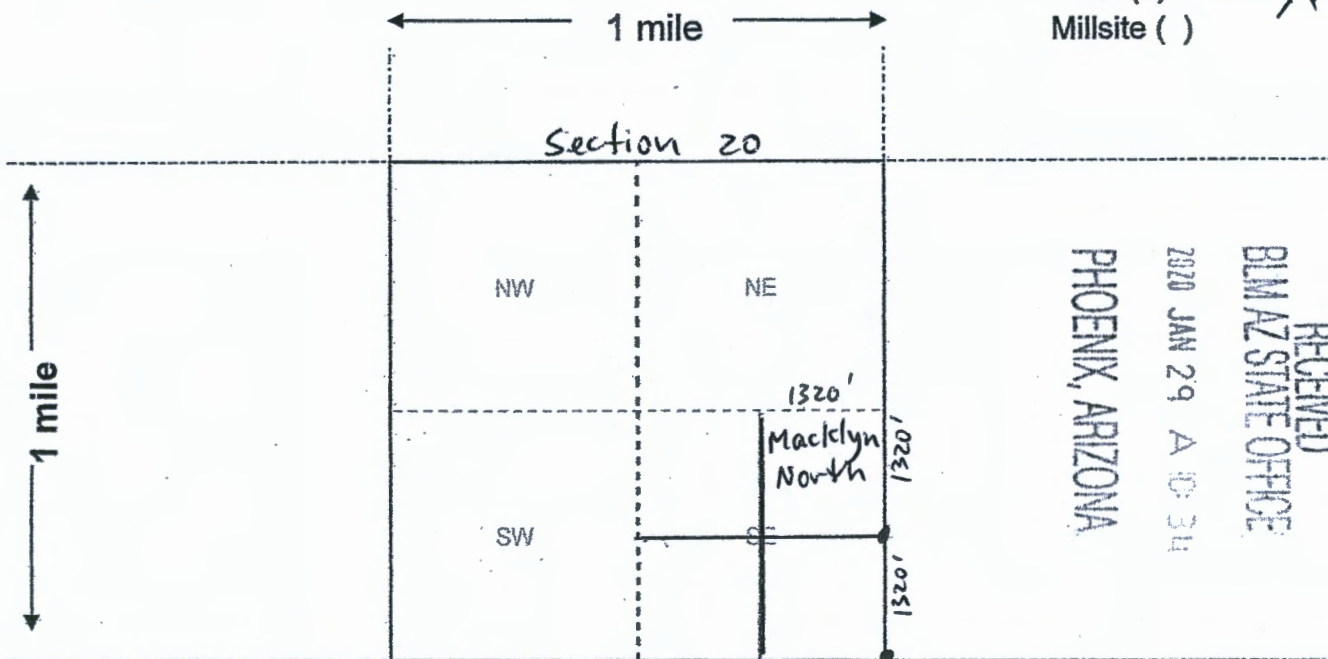 1 mile
Millsite ( )
Section 20
NW
NE
1 mile
1320'
Macklyn
North
1320'
SW
SE
1320'
RECEIVED
BLM AZ STATE OFFICE
2020 JAN 29 A 10: 34
PHOENIX, ARIZONA